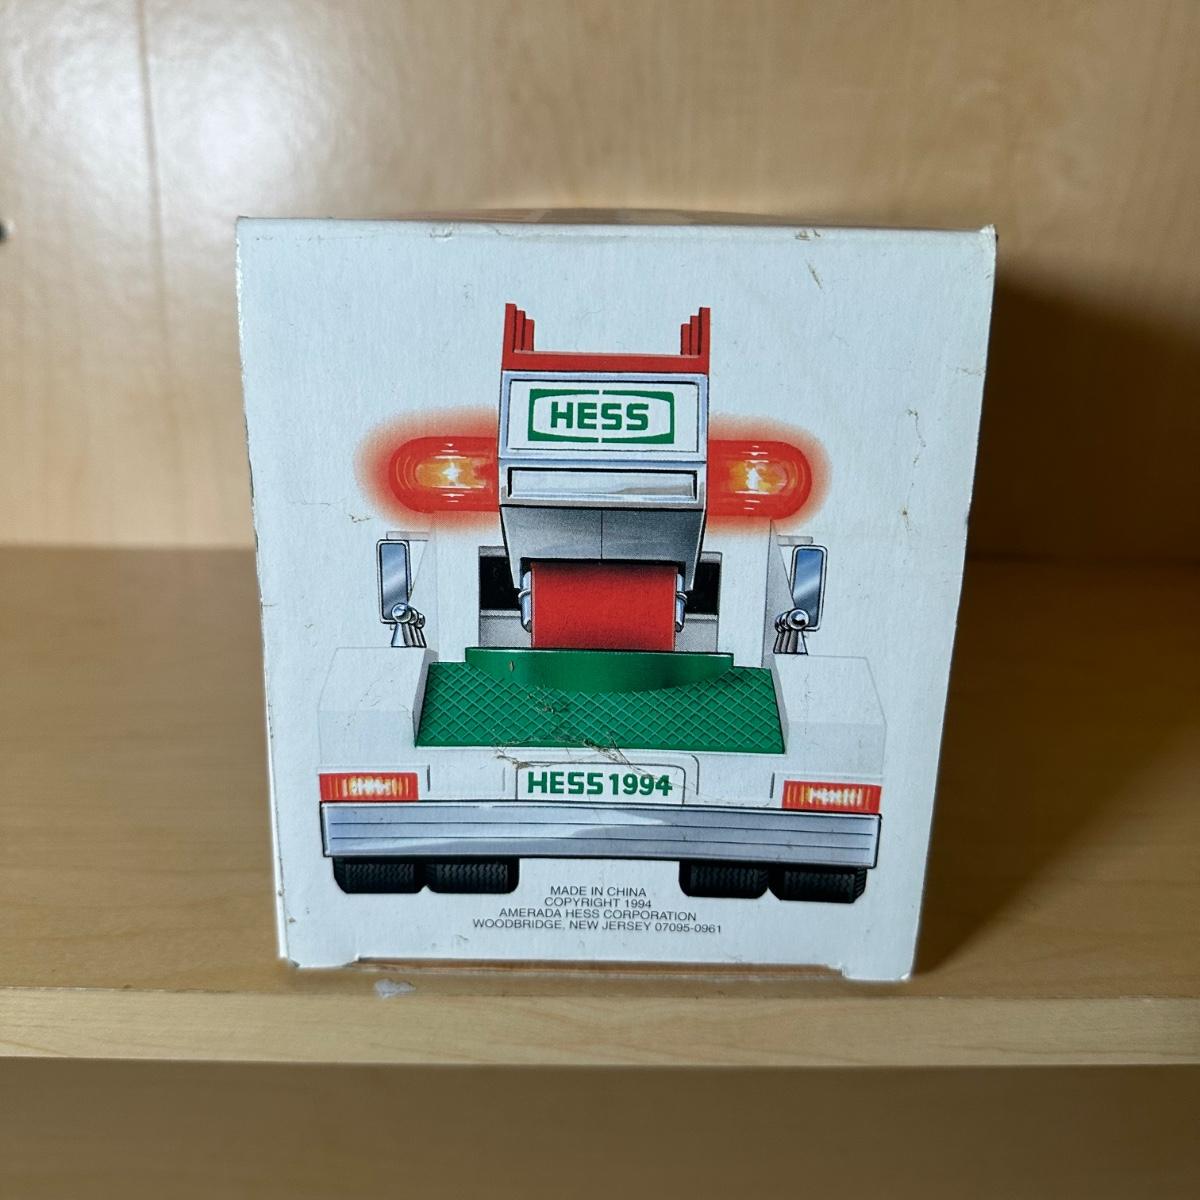 HESS
HESS 1994
MADE IN CHINA
COPYRIGHT 1994
AMERADA HESS CORPORATION
WOODBRIDGE, NEW JERSEY 07095-0961